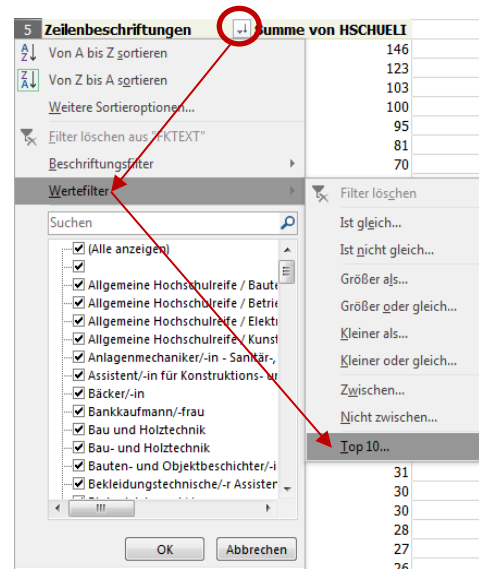 5 Zeilenbeschriftungen Summe von HSCHUELI
Von A bis Z sortieren
Von Z bis A sortieren
Weitere Sortieroptionen...
Filter löschen aus "FKTEXT"
Beschriftungsfilter
Wertefilter
Suchen
(Alle anzeigen)
Allgemeine Hochschulreife / Baute
Allgemeine Hochschulreife / Betrie
Allgemeine Hochschulreife / Elektr
Allgemeine Hochschulreife / Kunst
Anlagenmechaniker/-in - Sanitär-,
Assistent/-in für Konstruktions- un
Bäcker/-in
Bankkaufmann/-frau
Bau und Holztechnik
Bau- und Holztechnik
Bauten- und Objektbeschichter/-i
Bekleidungstechnische/-r Assisten
OK Abbrechen
146
123
103
100
95
81
70
Filter löschen
Ist gleich...
Ist nicht gleich...
Größer als...
Größer oder gleich...
Kleiner als...
Kleiner oder gleich...
Zwischen...
Nicht zwischen...
Top 10...
31
30
30
28
27
26